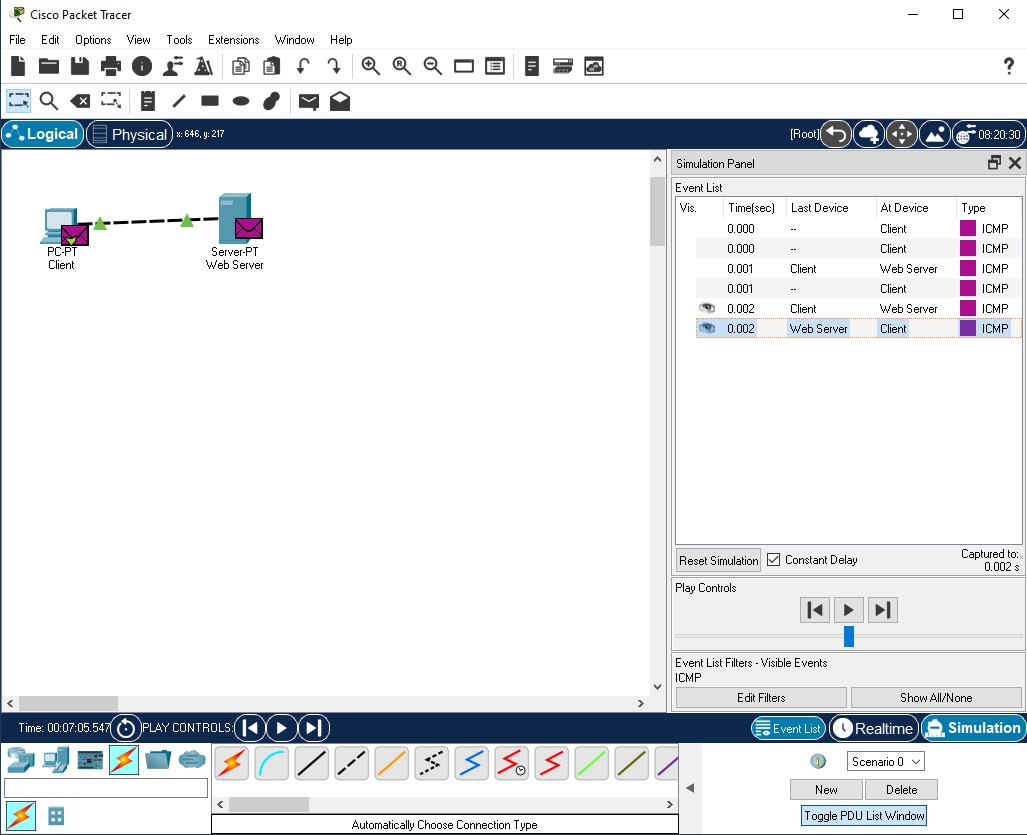 Cisco Packet Tracer
File Edit Options View Tools Extensions Window Help
Logical Physical x: 646, y: 217 [Root] 08:20:30
PC-PT
Client
Server-PT
Web Server
Simulation Panel
Event List
Vis. Time(sec) Last Device At Device Type
0.000 -- Client ICMP
0.000 -- Client ICMP
0.001 Client Web Server ICMP
0.001 -- Client ICMP
0.002 Client Web Server ICMP
0.002 Web Server Client ICMP
Reset Simulation Constant Delay Captured to:
0.002 s
Play Controls
Event List Filters - Visible Events
ICMP
Edit Filters Show All/None
Time: 00:07:05.547 PLAY CONTROLS: Event List Realtime Simulation
Scenario 0
New Delete
Toggle PDU List Window
Automatically Choose Connection Type